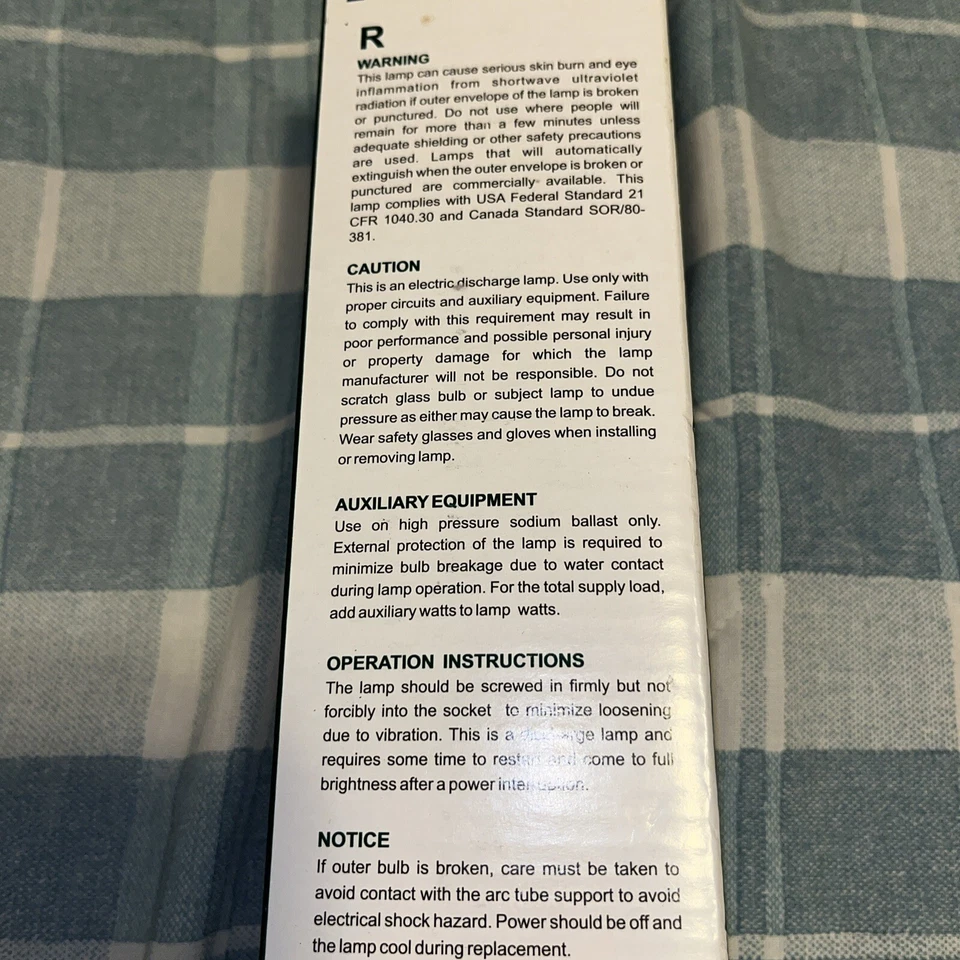 R
WARNING
This lamp can cause serious skin burn and eye
inflammation from shortwave ultraviolet
radiation if outer envelope of the lamp is broken
or punctured. Do not use where people will
remain for more than a few minutes unless
adequate shielding or other safety precautions
are used. Lamps that will automatically
extinguish when the outer envelope is broken or
punctured are commercially available. This
lamp complies with USA Federal Standard 21
CFR 1040.30 and Canada Standard SOR/80-
381.
CAUTION
This is an electric discharge lamp. Use only with
proper circuits and auxiliary equipment. Failure
to comply with this requirement may result in
poor performance and possible personal injury
or property damage for which the lamp
manufacturer will not be responsible. Do not
scratch glass bulb or subject lamp to undue
pressure as either may cause the lamp to break.
Wear safety glasses and gloves when installing
or removing lamp.
AUXILIARY EQUIPMENT
Use on high pressure sodium ballast only.
External protection of the lamp is required to
minimize bulb breakage due to water contact
during lamp operation. For the total supply load,
add auxiliary watts to lamp watts.
OPERATION INSTRUCTIONS
The lamp should be screwed in firmly but not
forcibly into the socket to minimize loosening
due to vibration. This is a discharge lamp and
requires some time to restart and come to full
brightness after a power interruption.
NOTICE
If outer bulb is broken, care must be taken to
avoid contact with the arc tube support to avoid
electrical shock hazard. Power should be off and
the lamp cool during replacement.